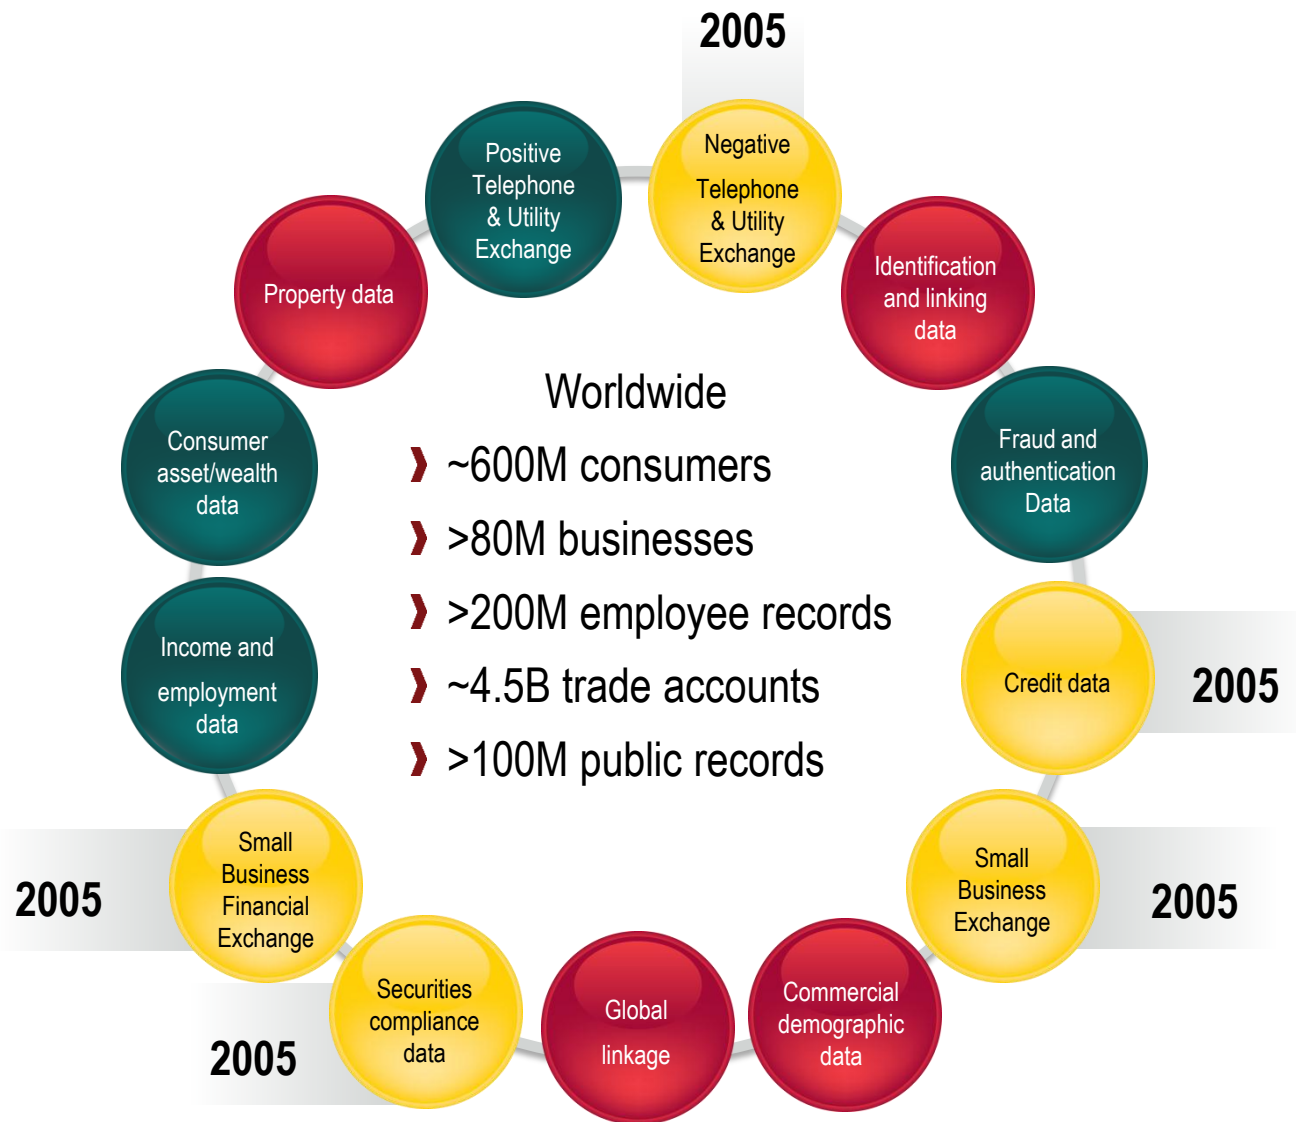 2005
Positive
Telephone
& Utility
Exchange
Negative
Telephone
& Utility
Exchange
Property data
Identification
and linking
data
Worldwide
~600M consumers
>80M businesses
>200M employee records
~4.5B trade accounts
>100M public records
Consumer
asset/wealth
data
Fraud and
authentication
Data
Income and
employment
data
Credit data
2005
Small
Business
Financial
Exchange
2005
Small
Business
Exchange
2005
Securities
compliance
data
2005
Global
linkage
Commercial
demographic
data